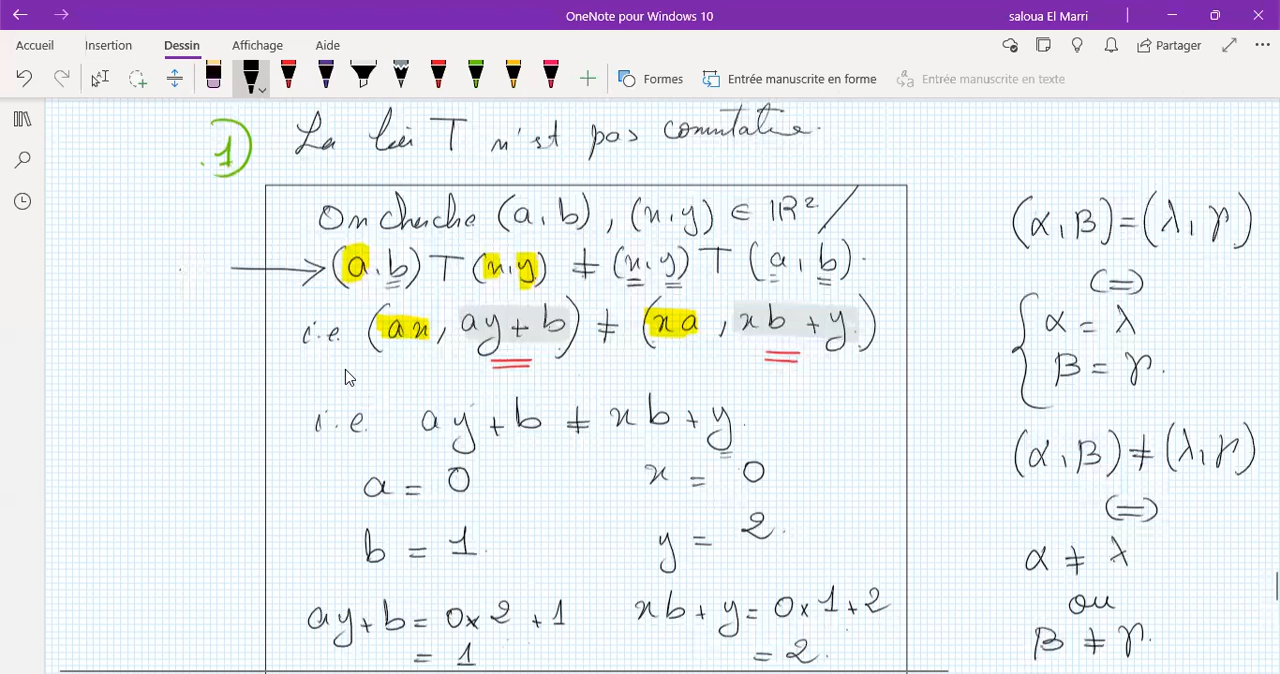 OneNote pour Windows 10
saloua El Marri
Accueil Insertion Dessin Affichage Aide
Partager
Formes Entrée manuscrite en forme Entrée manuscrite en texte
1) La loi T n'est pas commutative.
On cherche (a,b), (x,y) ∈ ℝ² /
(a,b) T (x,y) ≠ (x,y) T (a,b).
i.e. (ax, ay+b) ≠ (xa, xb+y)
i.e. ay+b ≠ xb+y.
a = 0 x = 0
b = 1. y = 2.
ay+b = 0×2+1 xb+y = 0×1+2
= 1 = 2.
(α,β) = (λ,γ)
(=)
{ α = λ
β = γ.
(α,β) ≠ (λ,γ)
(=)
α ≠ λ
ou
β ≠ γ.